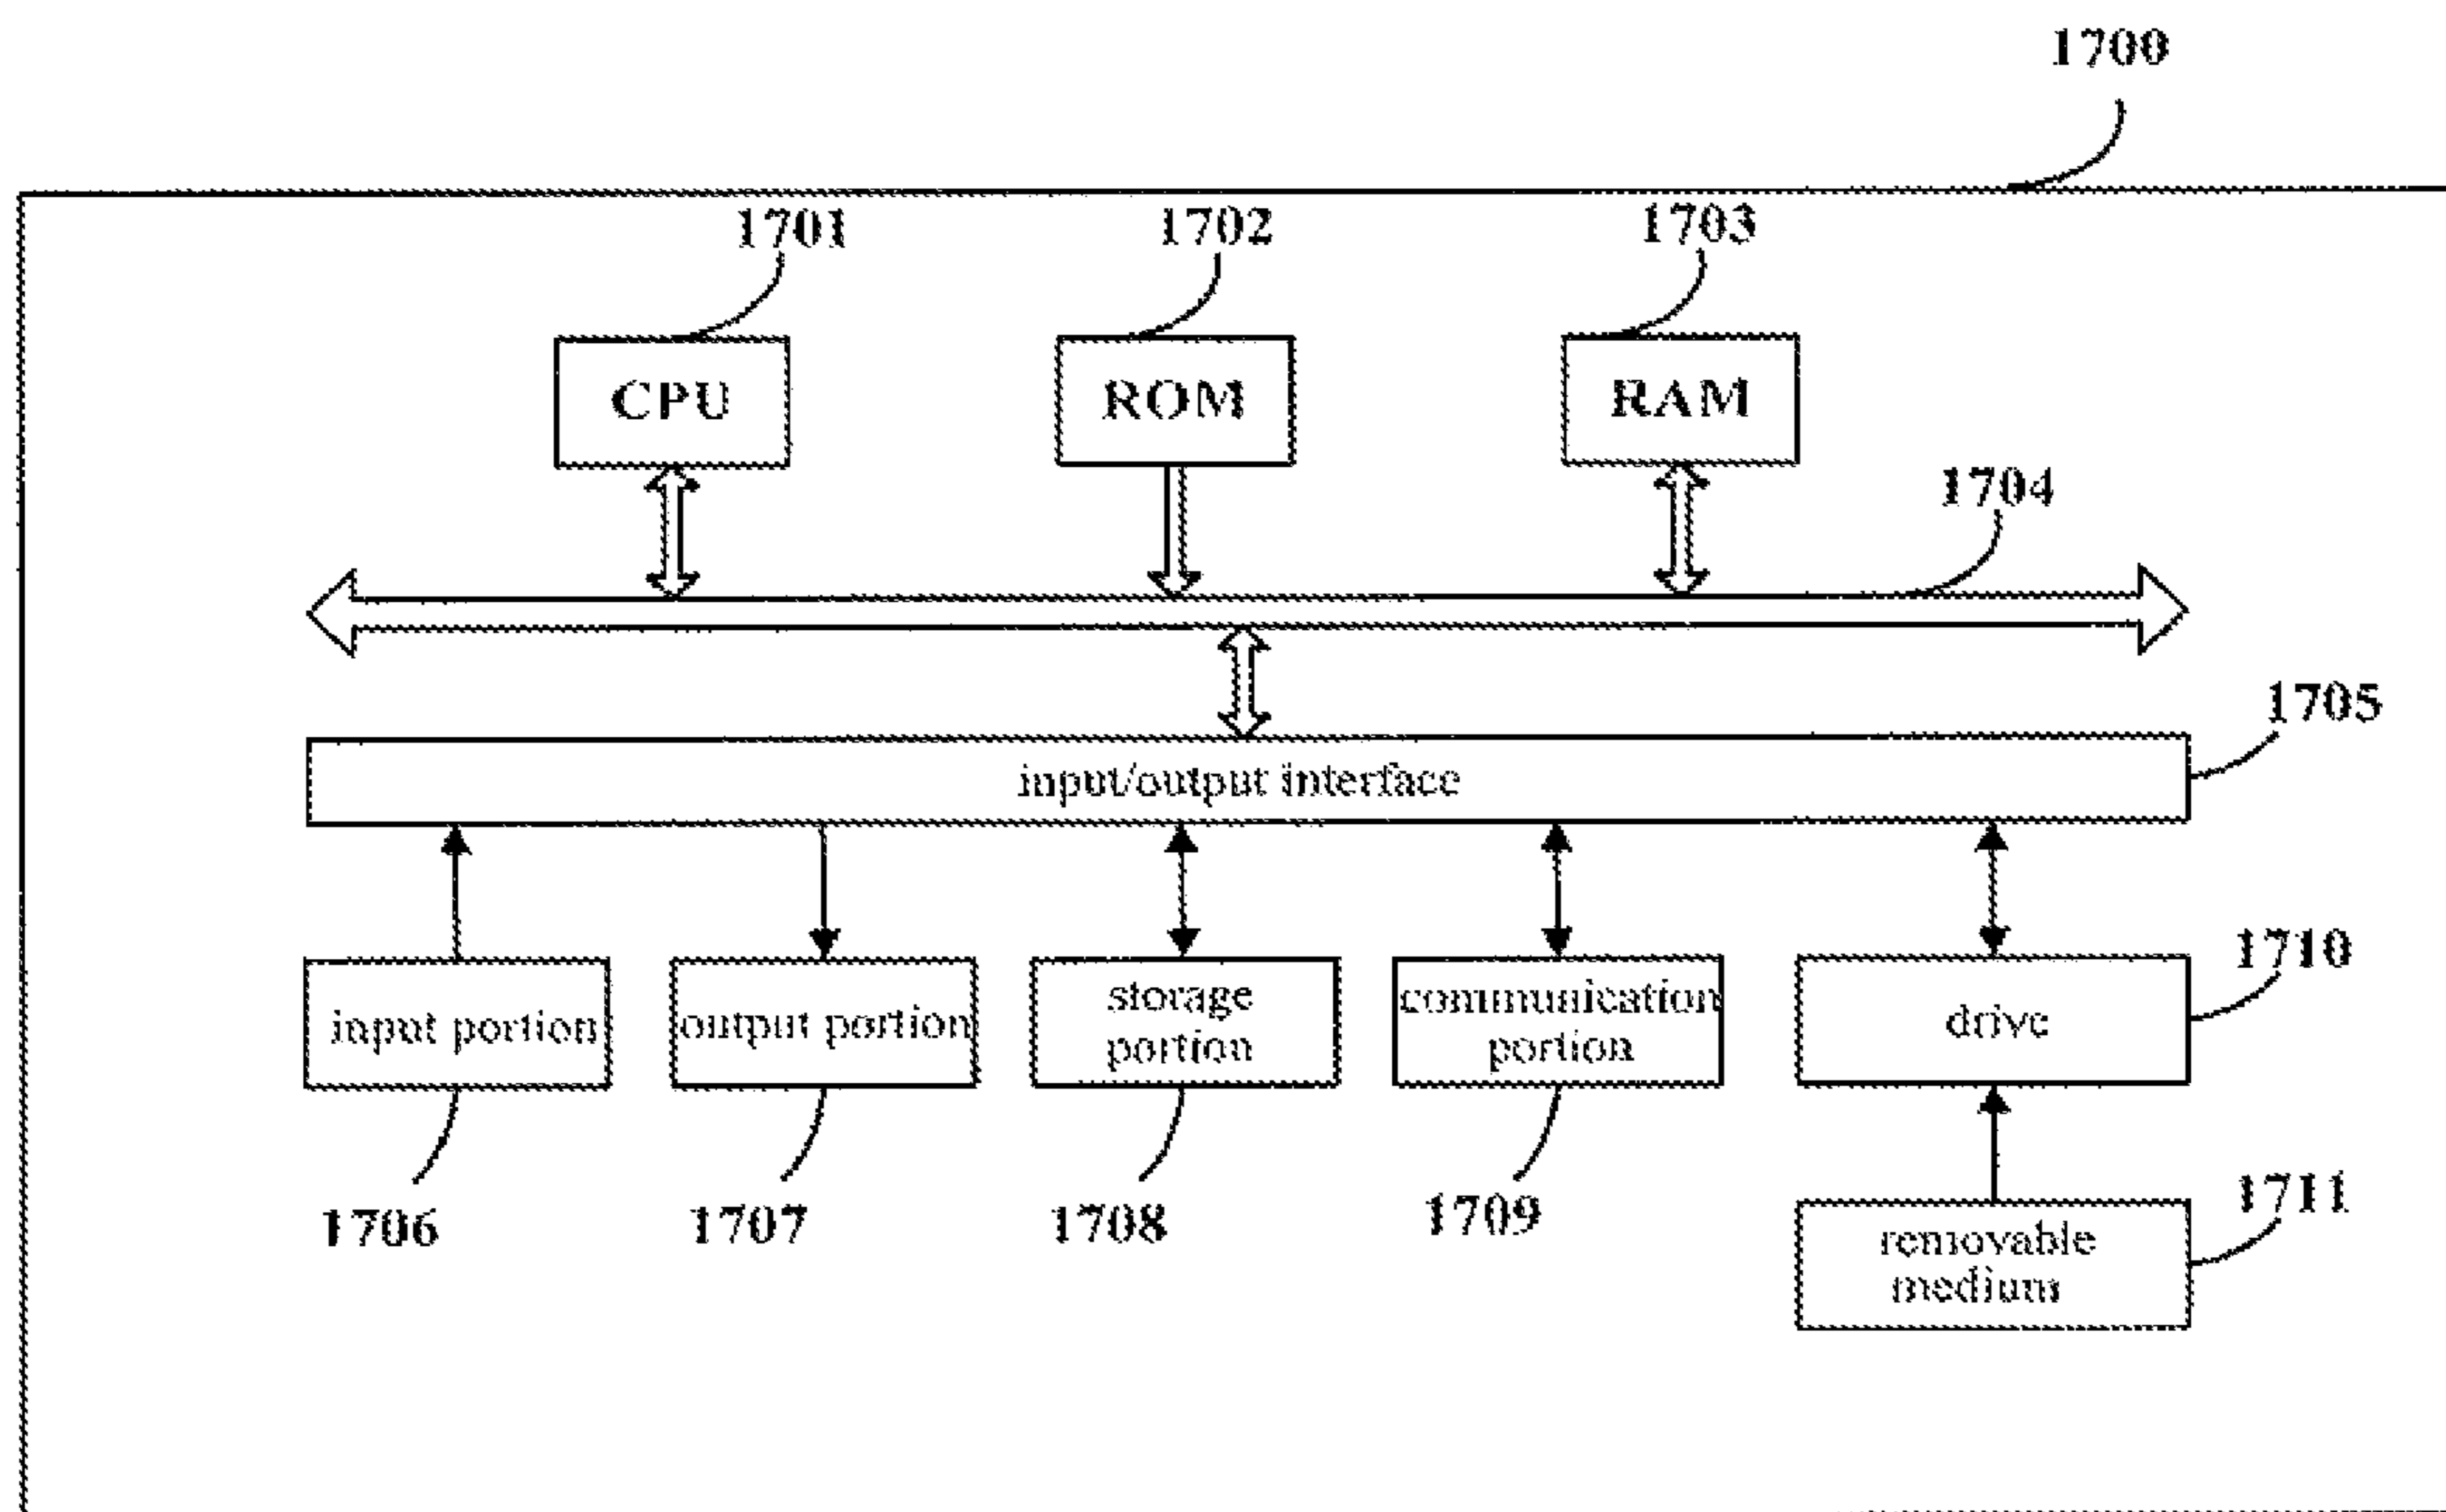 1700
1701
1702
1703
CPU
ROM
RAM
1704
1705
input/output interface
1710
input portion
output portion
storage
portion
communication
portion
drive
1706
1707
1708
1709
1711
removable
medium